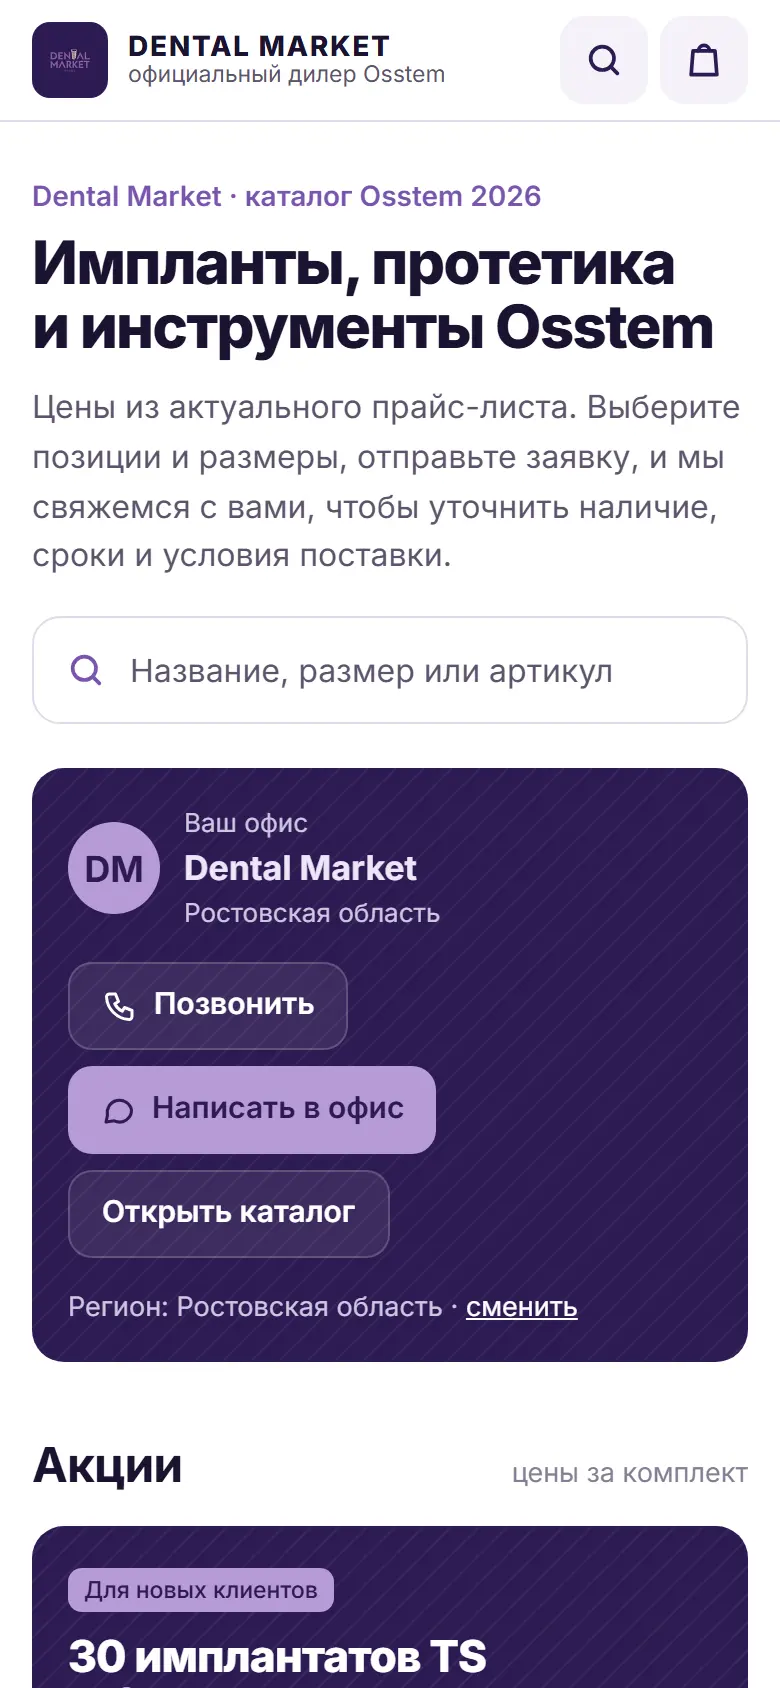 DENTAL
MARKET
DENTAL MARKET
официальный дилер Osstem
Dental Market · каталог Osstem 2026
Импланты, протетика
и инструменты Osstem
Цены из актуального прайс-листа. Выберите
позиции и размеры, отправьте заявку, и мы
свяжемся с вами, чтобы уточнить наличие,
сроки и условия поставки.
Название, размер или артикул
Ваш офис
DM
Dental Market
Ростовская область
Позвонить
Написать в офис
Открыть каталог
Регион: Ростовская область · сменить
Акции
цены за комплект
Для новых клиентов
30 имплантатов TS